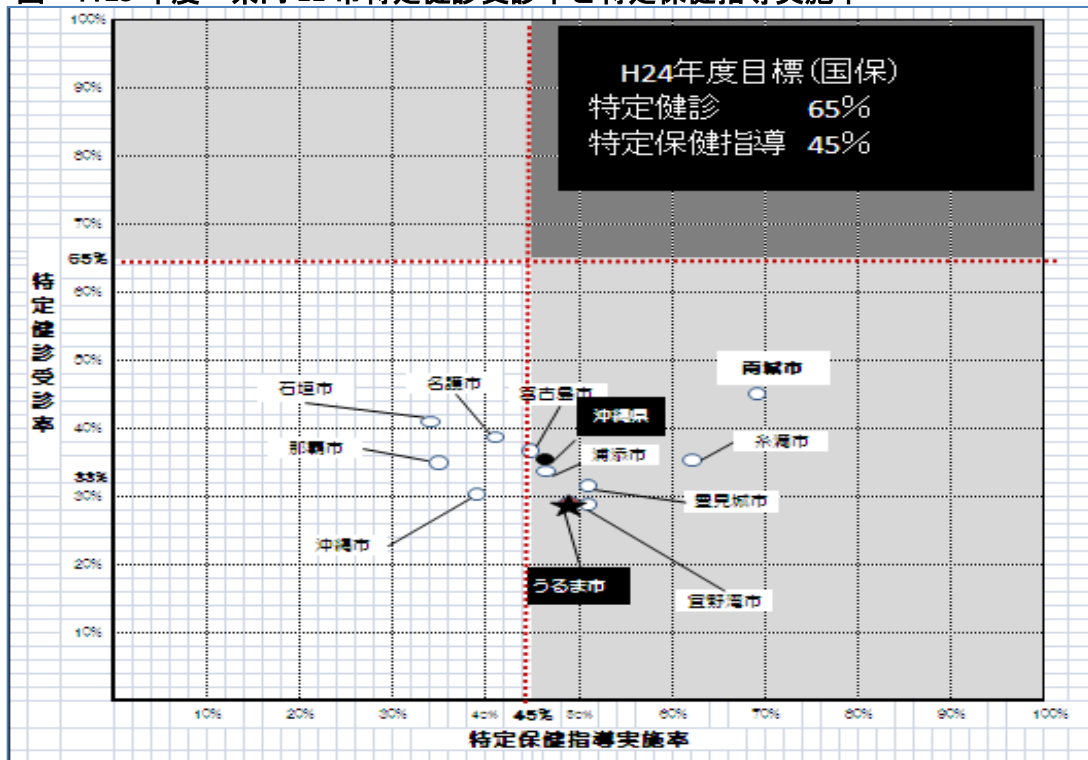 100%
90%
80%
70%
65%
60%
50%
40%
33%
30%
20%
10%
特定健診受診率
H24年度目標(国保)
特定健診 65%
特定保健指導 45%
石垣市
名護市
宮古島市
南城市
那覇市
沖縄県
浦添市
糸満市
豊見城市
沖縄市
うるま市
宜野湾市
10% 20% 30% 40% 45% 50% 60% 70% 80% 90% 100%
特定保健指導実施率